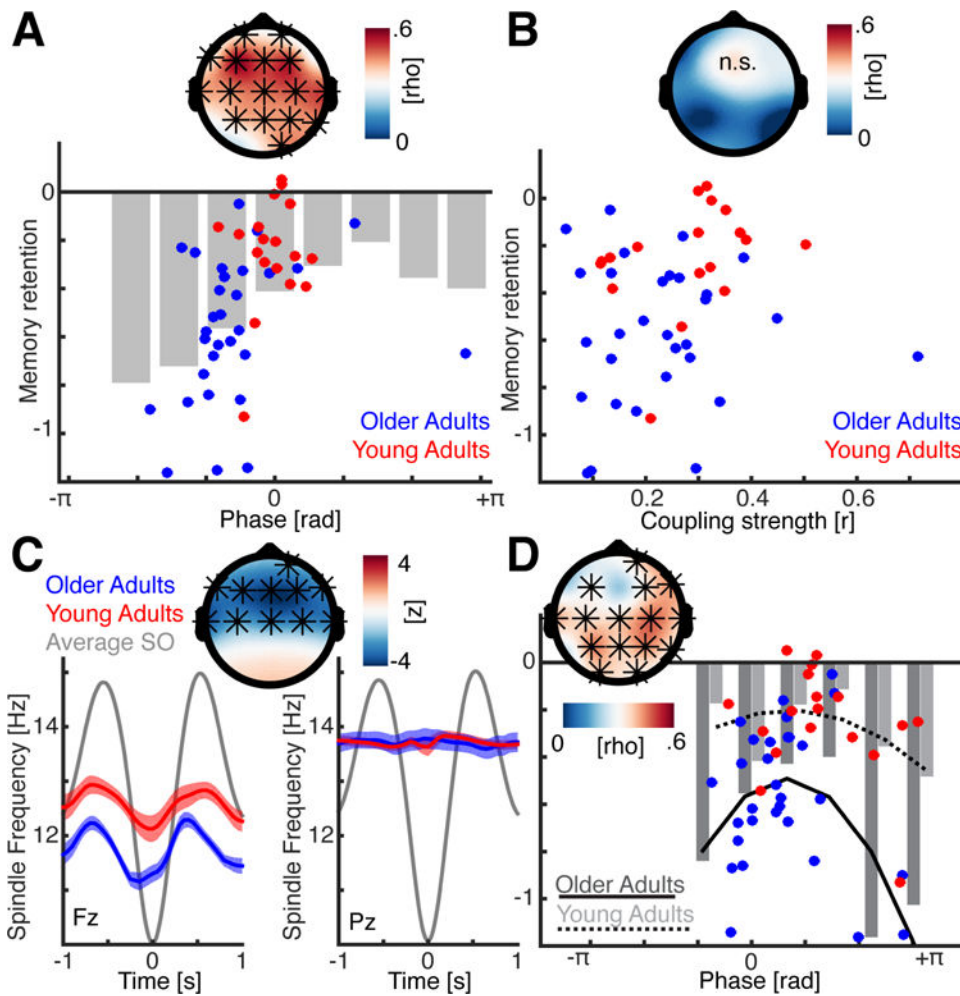 A
.6
[rho]
0
0
Memory retention
-1
Older Adults
Young Adults
-π
0
+π
Phase [rad]
B
n.s.
.6
[rho]
0
0
Memory retention
-1
Older Adults
Young Adults
0.2
0.4
0.6
Coupling strength [r]
C
Older Adults
Young Adults
Average SO
4
[z]
-4
Spindle Frequency [Hz]
14
12
Fz
-1
0
1
Time [s]
Spindle Frequency [Hz]
14
12
Pz
-1
0
1
Time [s]
D
0
[rho]
.6
0
-1
Older Adults
Young Adults
-π
0
+π
Phase [rad]